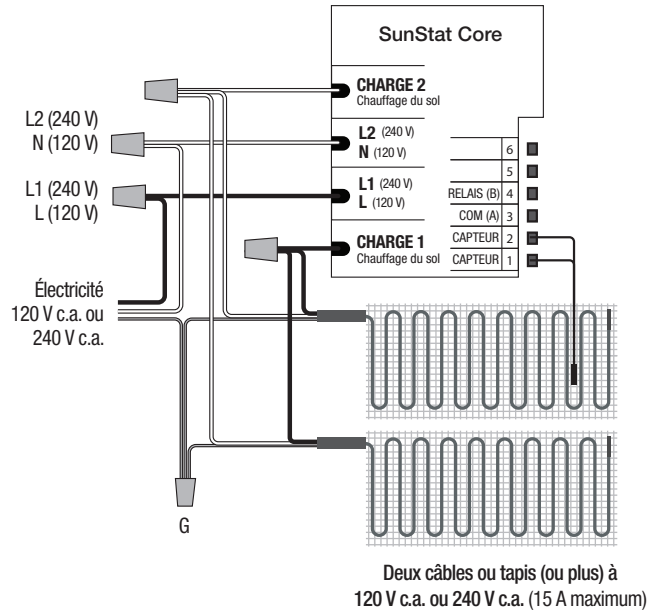 SunStat Core
CHARGE 2
Chauffage du sol
L2 (240 V)
N (120 V)
L2 (240 V)
N (120 V)
L1 (240 V)
L (120 V)
L1 (240 V)
L (120 V)
CHARGE 1
Chauffage du sol
6
5
RELAIS (B) 4
COM (A) 3
CAPTEUR 2
CAPTEUR 1
Électricité
120 V c.a. ou
240 V c.a.
G
Deux câbles ou tapis (ou plus) à
120 V c.a. ou 240 V c.a. (15 A maximum)